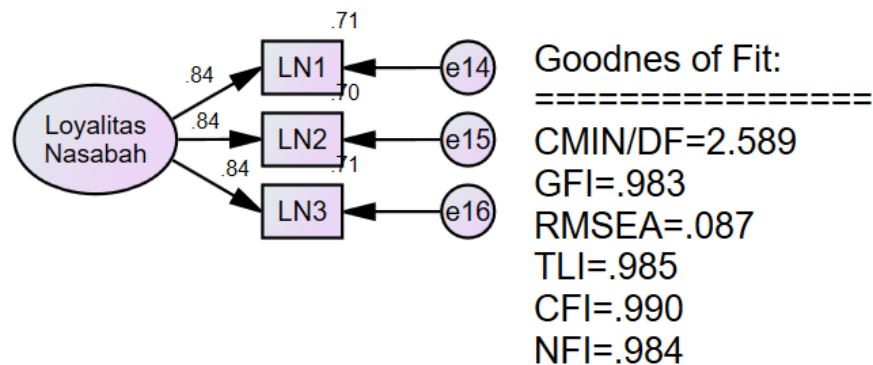 .71
.84
LN1
e14
.70
Loyalitas
Nasabah
.84
LN2
e15
.71
.84
LN3
e16
Goodnes of Fit:
================
CMIN/DF=2.589
GFI=.983
RMSEA=.087
TLI=.985
CFI=.990
NFI=.984